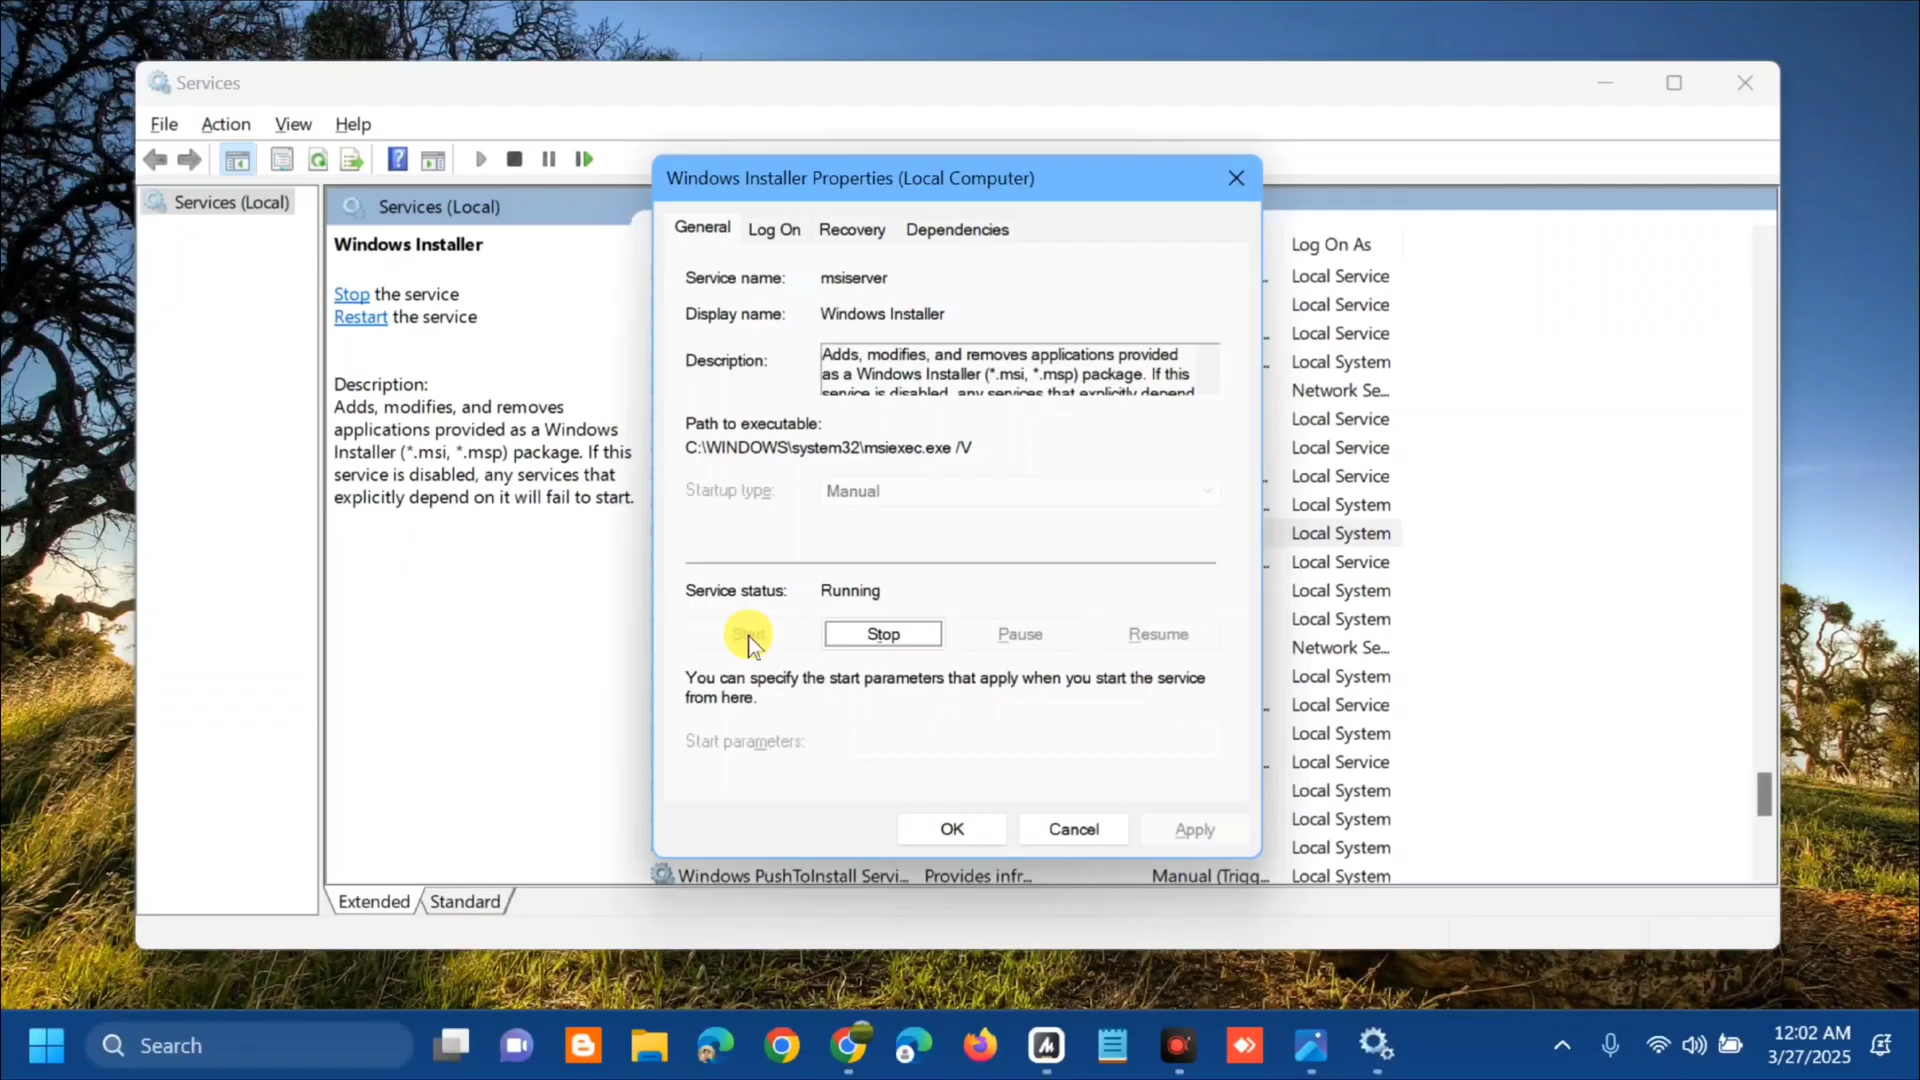 Services
File Action View Help
Services (Local)
Services (Local)
Windows Installer
Stop the service
Restart the service
Description:
Adds, modifies, and removes
applications provided as a Windows
Installer (*.msi, *.msp) package. If this
service is disabled, any services that
explicitly depend on it will fail to start.
Windows Installer Properties (Local Computer)
General Log On Recovery Dependencies
Service name: msiserver
Display name: Windows Installer
Description: Adds, modifies, and removes applications provided
as a Windows Installer (*.msi, *.msp) package. If this
service is disabled, any services that explicitly depend
Path to executable:
C:\WINDOWS\system32\msiexec.exe /V
Startup type: Manual
Service status: Running
Start Stop Pause Resume
You can specify the start parameters that apply when you start the service
from here.
Start parameters:
OK Cancel Apply
Log On As
Local Service
Local Service
Local Service
Local System
Network Se...
Local Service
Local Service
Local Service
Local System
Local System
Local Service
Local System
Local System
Network Se...
Local System
Local Service
Local System
Local Service
Local System
Local System
Local System
Windows PushToInstall Servi... Provides infr... Manual (Trigg... Local System
Extended Standard
Search
12:02 AM
3/27/2025